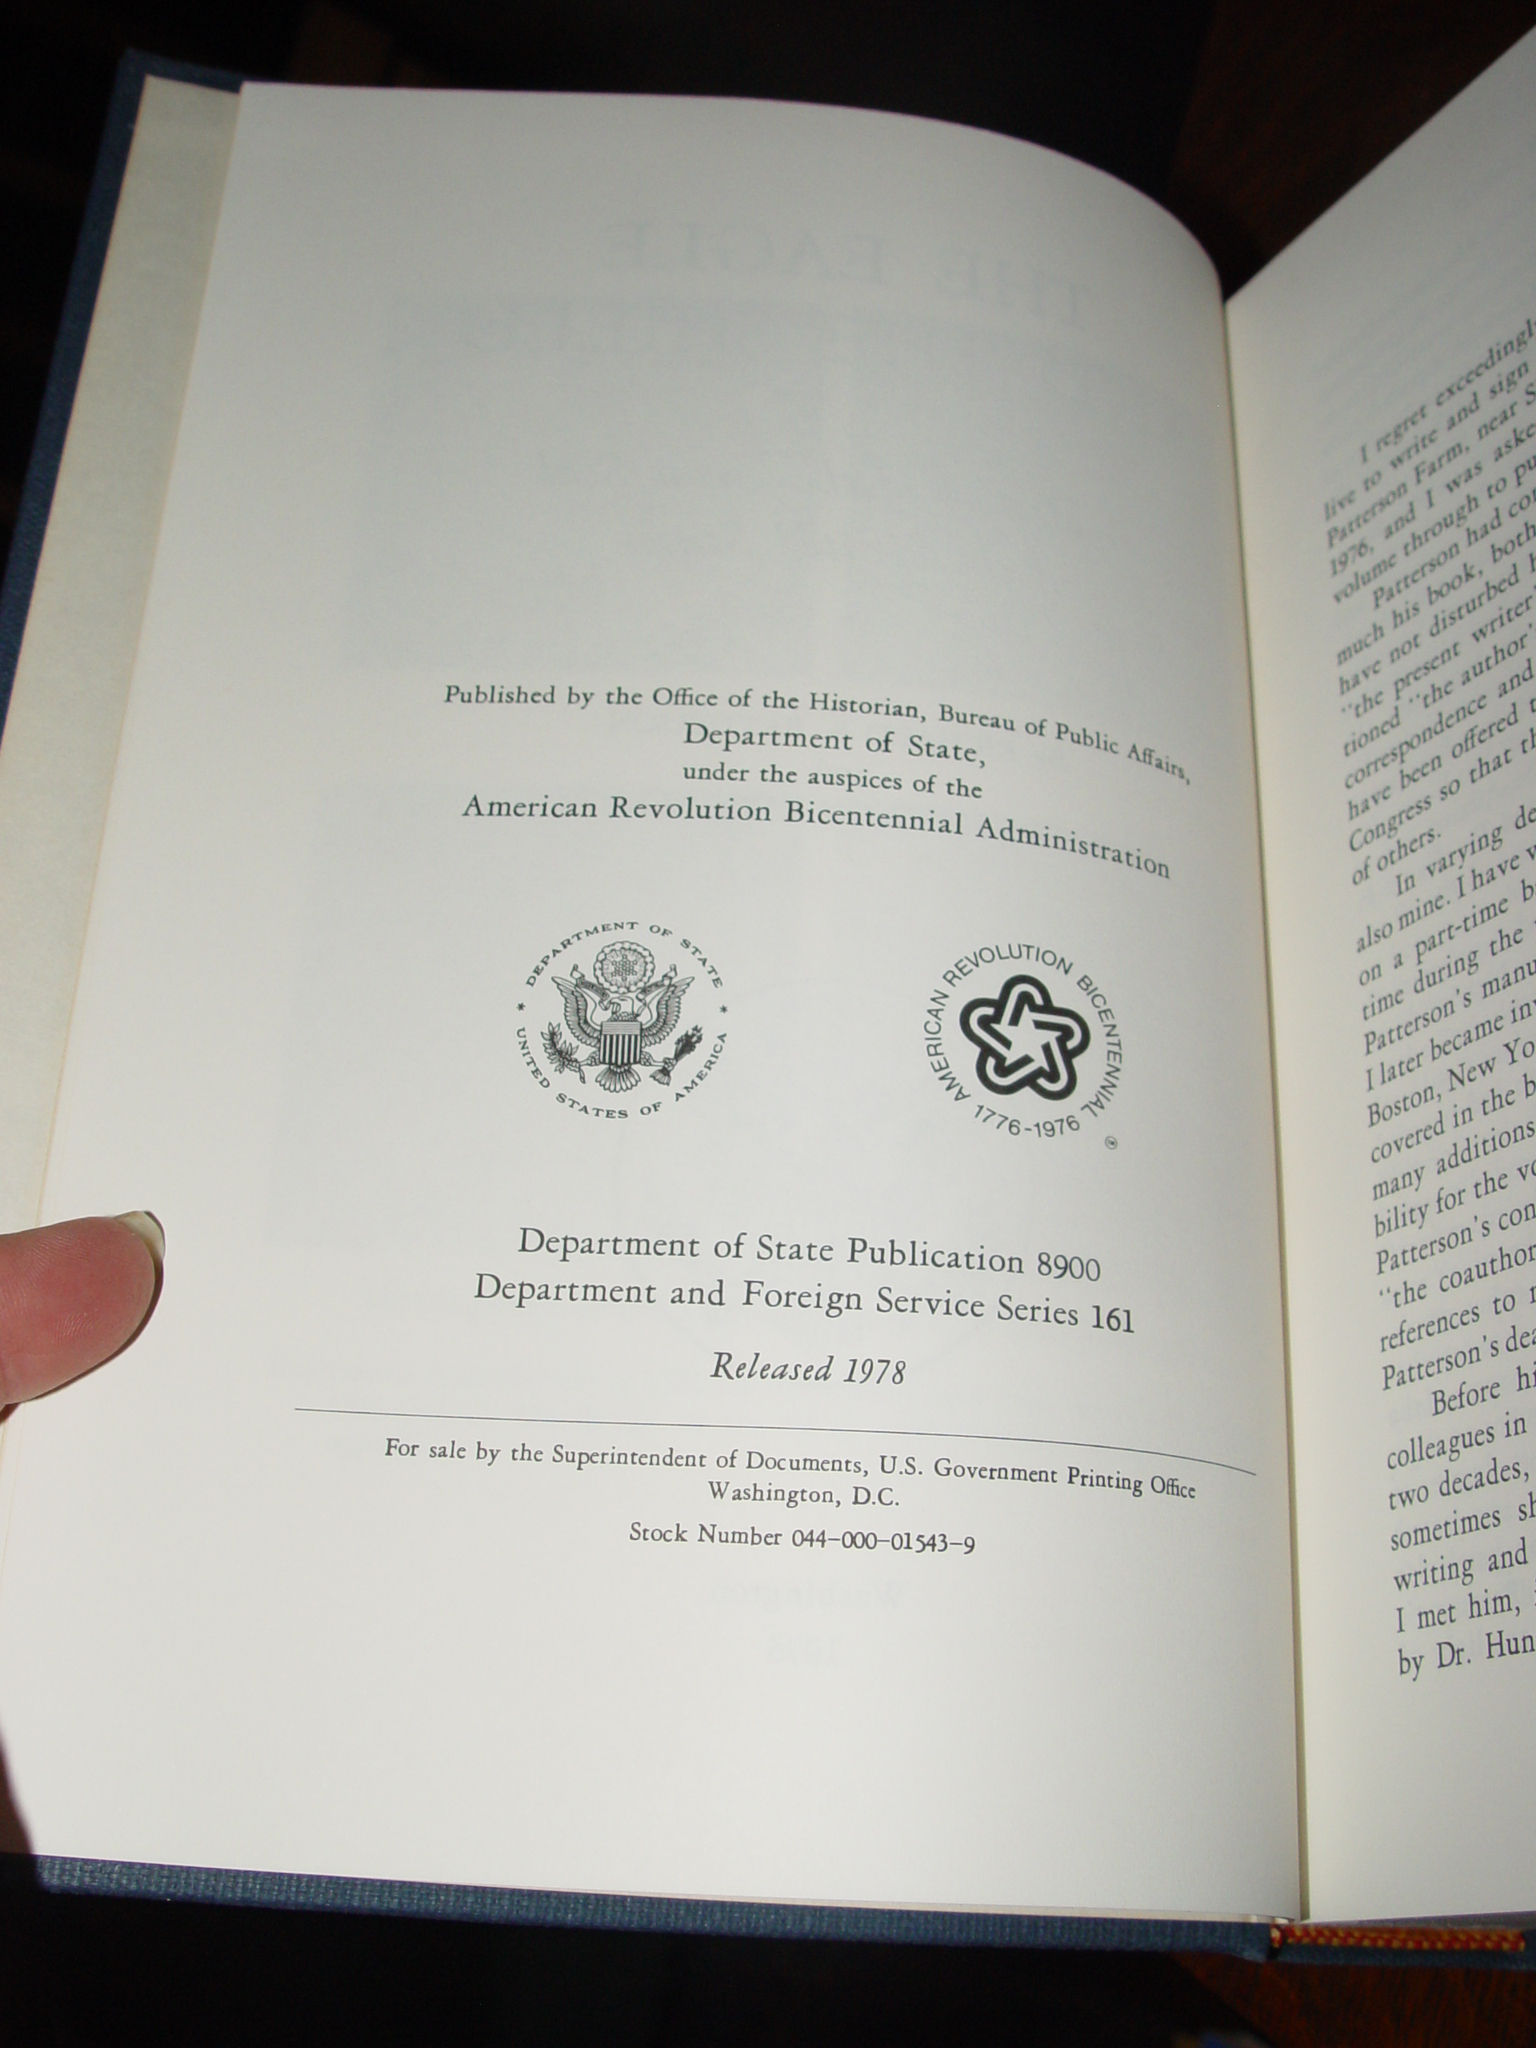 THE EAGLE
Published by the Office of the Historian, Bureau of Public Affairs,
Department of State,
under the auspices of the
American Revolution Bicentennial Administration
DEPARTMENT OF STATE
* UNITED STATES OF AMERICA *
AMERICAN REVOLUTION BICENTENNIAL
1776-1976
®
Department of State Publication 8900
Department and Foreign Service Series 161
Released 1978
For sale by the Superintendent of Documents, U.S. Government Printing Office
Washington, D.C.
Stock Number 044-000-01543-9
I regret exceedingly
live to write and sign
Patterson Farm, near S
1976, and I was aske
volume through to pu
Patterson had co
much his book, both
have not disturbed h
"the present writer'
tioned "the author'
correspondence and
have been offered t
Congress so that th
of others.
In varying de
also mine. I have w
on a part-time b
time during the
Patterson's manu
I later became inv
Boston, New Yo
covered in the b
many additions
bility for the vo
Patterson's con
"the coauthor
references to
Patterson's dea
Before hi
colleagues in
two decades,
sometimes sh
writing and
I met him,
by Dr. Hun